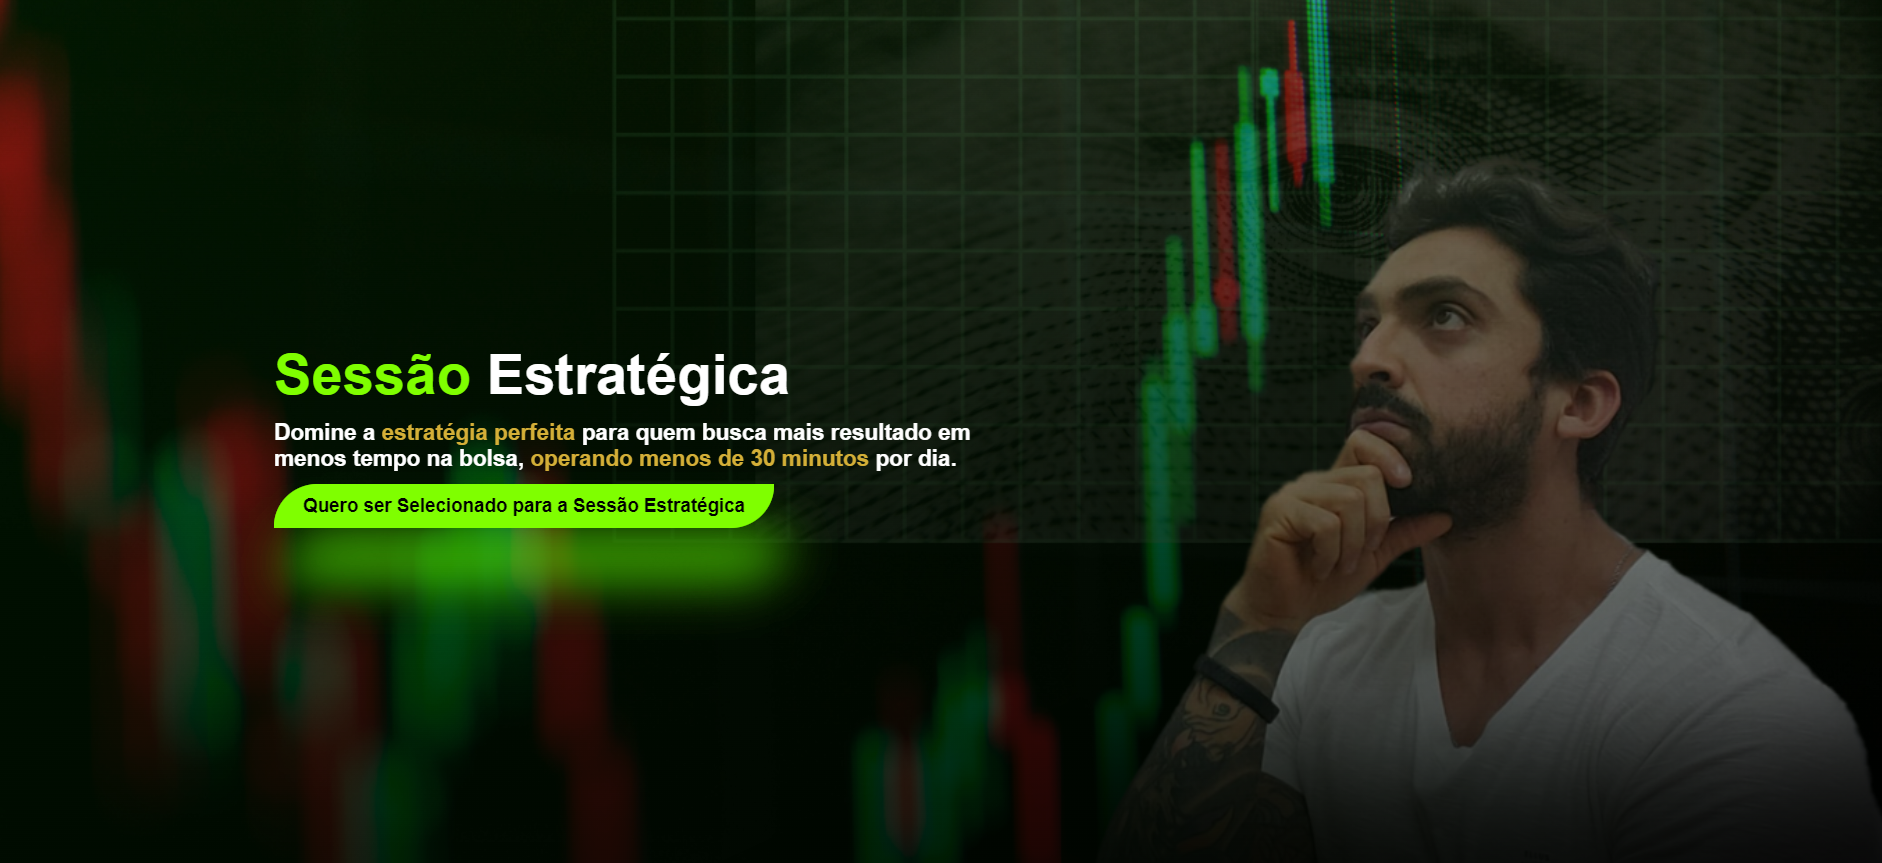 Sessão Estratégica
Domine a estratégia perfeita para quem busca mais resultado em
menos tempo na bolsa, operando menos de 30 minutos por dia.
Quero ser Selecionado para a Sessão Estratégica